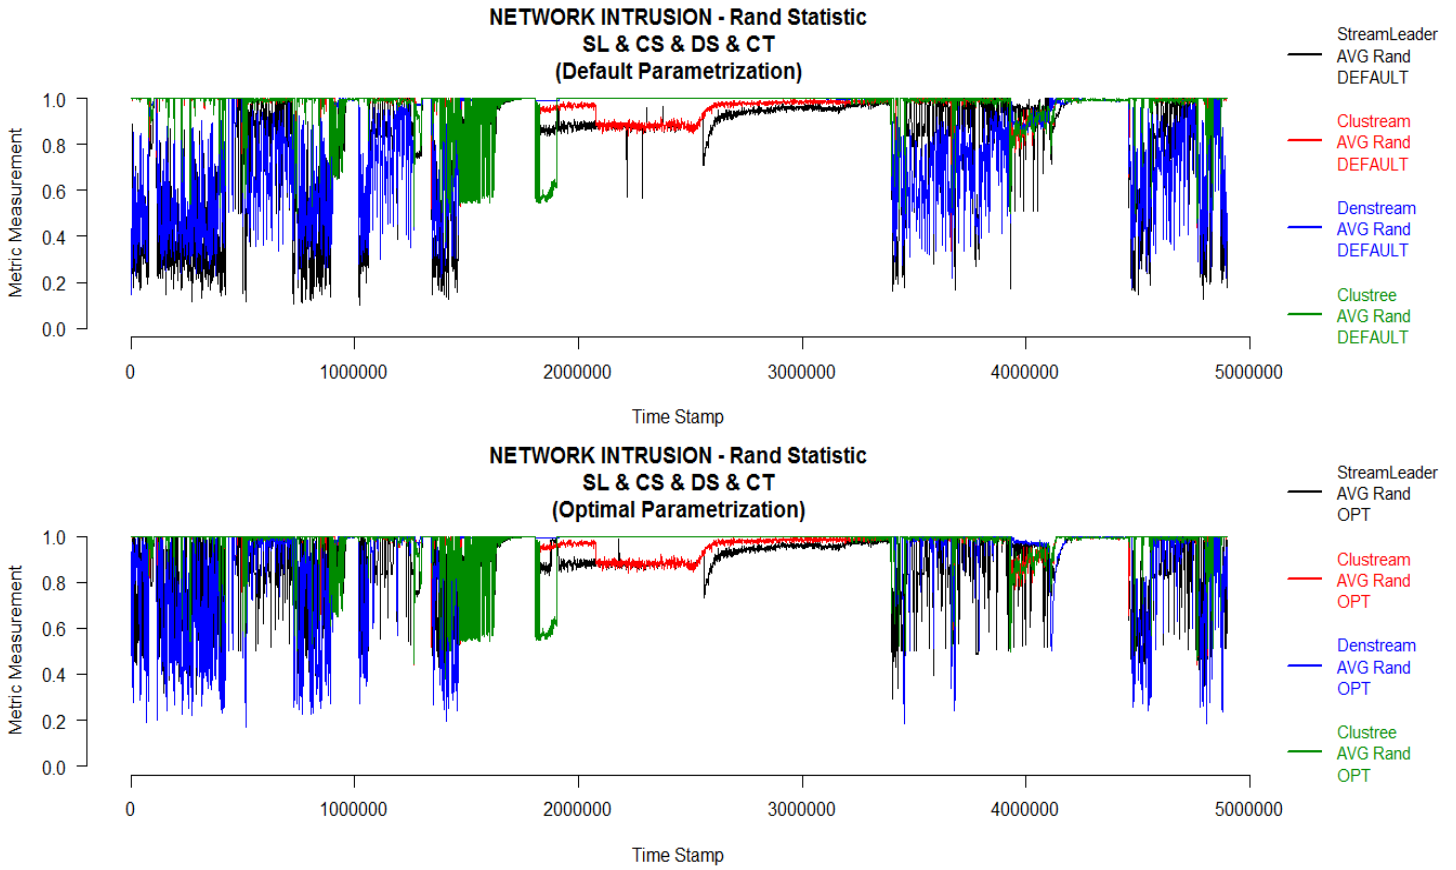 NETWORK INTRUSION - Rand Statistic
SL & CS & DS & CT
(Default Parametrization)
StreamLeader
AVG Rand
DEFAULT
Clustream
AVG Rand
DEFAULT
Denstream
AVG Rand
DEFAULT
Clustree
AVG Rand
DEFAULT
Metric Measurement
1.0
0.8
0.6
0.4
0.2
0.0
0 1000000 2000000 3000000 4000000 5000000
Time Stamp
NETWORK INTRUSION - Rand Statistic
SL & CS & DS & CT
(Optimal Parametrization)
StreamLeader
AVG Rand
OPT
Clustream
AVG Rand
OPT
Denstream
AVG Rand
OPT
Clustree
AVG Rand
OPT
Metric Measurement
1.0
0.8
0.6
0.4
0.2
0.0
0 1000000 2000000 3000000 4000000 5000000
Time Stamp